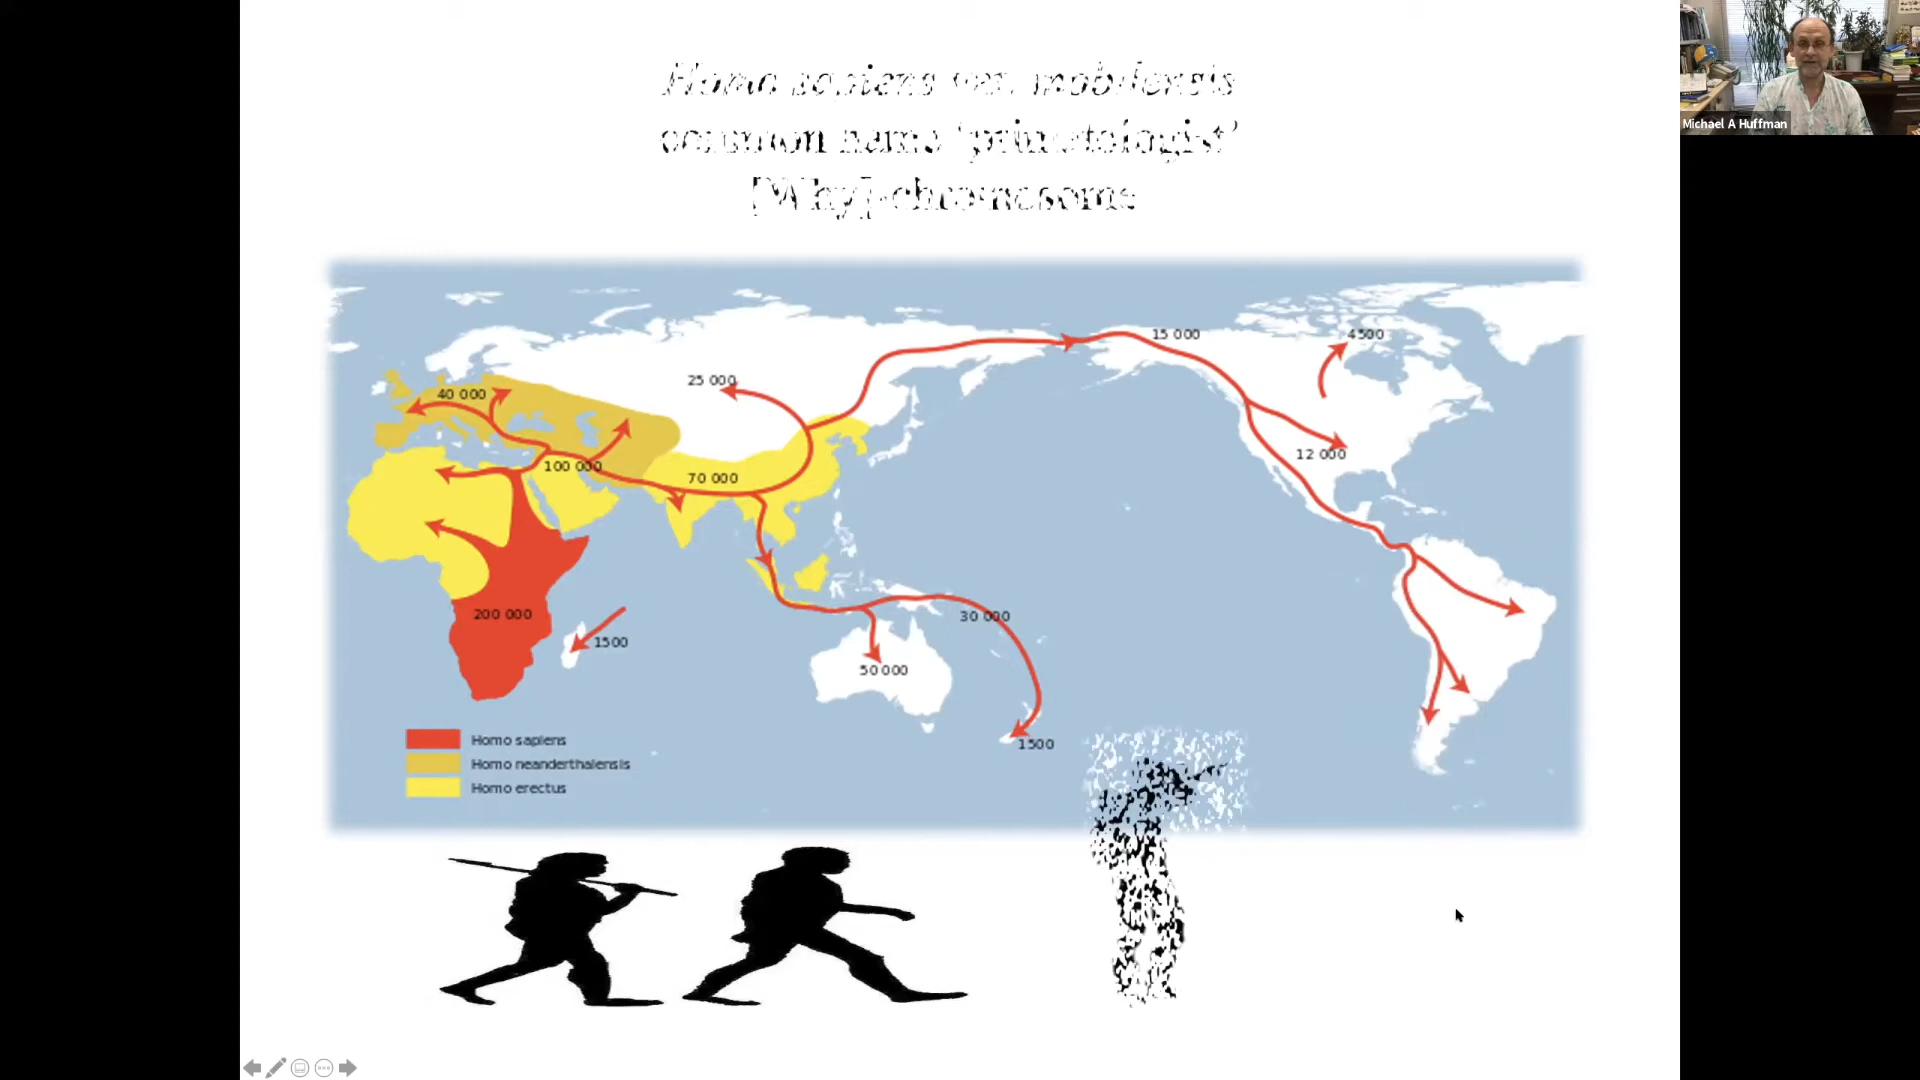 Homo sapiens var. mobilensis
common name ‘primatologist’
[Why]-chromosome
Michael A Huffman
15 000
4500
25 000
40 000
12 000
100 000
70 000
200 000
30 000
1500
50 000
1500
Homo sapiens
Homo neanderthalensis
Homo erectus